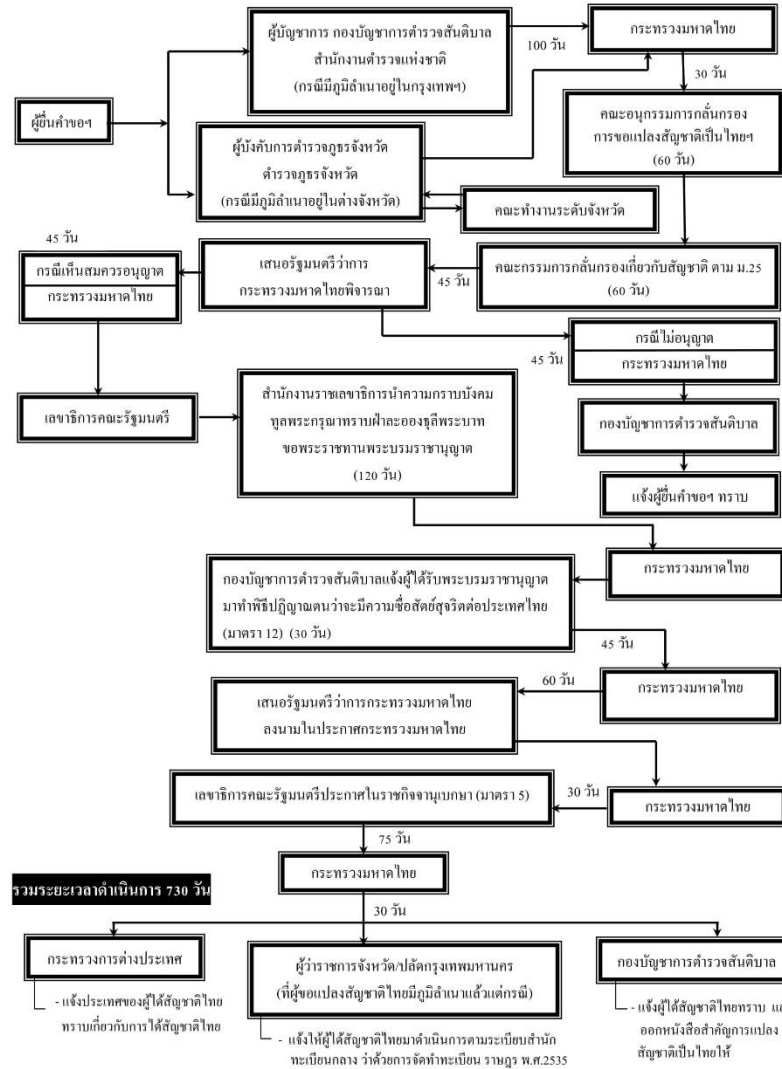 ผู้บัญชาการ กองบัญชาการตำรวจสันติบาล
สำนักงานตำรวจแห่งชาติ
(กรณีมีภูมิลำเนาอยู่ในกรุงเทพฯ)
100 วัน
กระทรวงมหาดไทย
30 วัน
ผู้ยื่นคำขอฯ
คณะอนุกรรมการกลั่นกรอง
การขอแปลงสัญชาติเป็นไทยฯ
(60 วัน)
ผู้บังคับการตำรวจภูธรจังหวัด
ตำรวจภูธรจังหวัด
(กรณีมีภูมิลำเนาอยู่ในต่างจังหวัด)
คณะทำงานระดับจังหวัด
45 วัน
กรณีเห็นสมควรอนุญาต
กระทรวงมหาดไทย
เสนอรัฐมนตรีว่าการ
กระทรวงมหาดไทยพิจารณา
45 วัน
คณะกรรมการกลั่นกรองเกี่ยวกับสัญชาติ ตาม ม.25
(60 วัน)
กรณีไม่อนุญาต
45 วัน
กระทรวงมหาดไทย
เลขาธิการคณะรัฐมนตรี
สำนักงานราชเลขาธิการนำความกราบบังคม
ทูลพระกรุณาทราบฝ่าละอองธุลีพระบาท
ขอพระราชทานพระบรมราชานุญาต
(120 วัน)
กองบัญชาการตำรวจสันติบาล
แจ้งผู้ยื่นคำขอฯ ทราบ
กระทรวงมหาดไทย
กองบัญชาการตำรวจสันติบาลแจ้งผู้ได้รับพระบรมราชานุญาต
มาทำพิธีปฏิญาณตนว่าจะมีความซื่อสัตย์สุจริตต่อประเทศไทย
(มาตรา 12) (30 วัน)
45 วัน
กระทรวงมหาดไทย
60 วัน
เสนอรัฐมนตรีว่าการกระทรวงมหาดไทย
ลงนามในประกาศกระทรวงมหาดไทย
เลขาธิการคณะรัฐมนตรีประกาศในราชกิจจานุเบกษา (มาตรา 5)
30 วัน
กระทรวงมหาดไทย
75 วัน
กระทรวงมหาดไทย
รวมระยะเวลาดำเนินการ 730 วัน
30 วัน
กระทรวงการต่างประเทศ
- แจ้งประเทศของผู้ได้สัญชาติไทย
ทราบเกี่ยวกับการได้สัญชาติไทย
ผู้ว่าราชการจังหวัด/ปลัดกรุงเทพมหานคร
(ที่ผู้ขอแปลงสัญชาติไทยมีภูมิลำเนาแล้วแต่กรณี)
- แจ้งให้ผู้ได้สัญชาติไทยมาดำเนินการตามระเบียบสำนัก
ทะเบียนกลาง ว่าด้วยการจัดทำทะเบียน ราษฎร พ.ศ.2535
กองบัญชาการตำรวจสันติบาล
- แจ้งผู้ได้สัญชาติไทยทราบ แล
ออกหนังสือสำคัญการแปลง
สัญชาติเป็นไทยให้